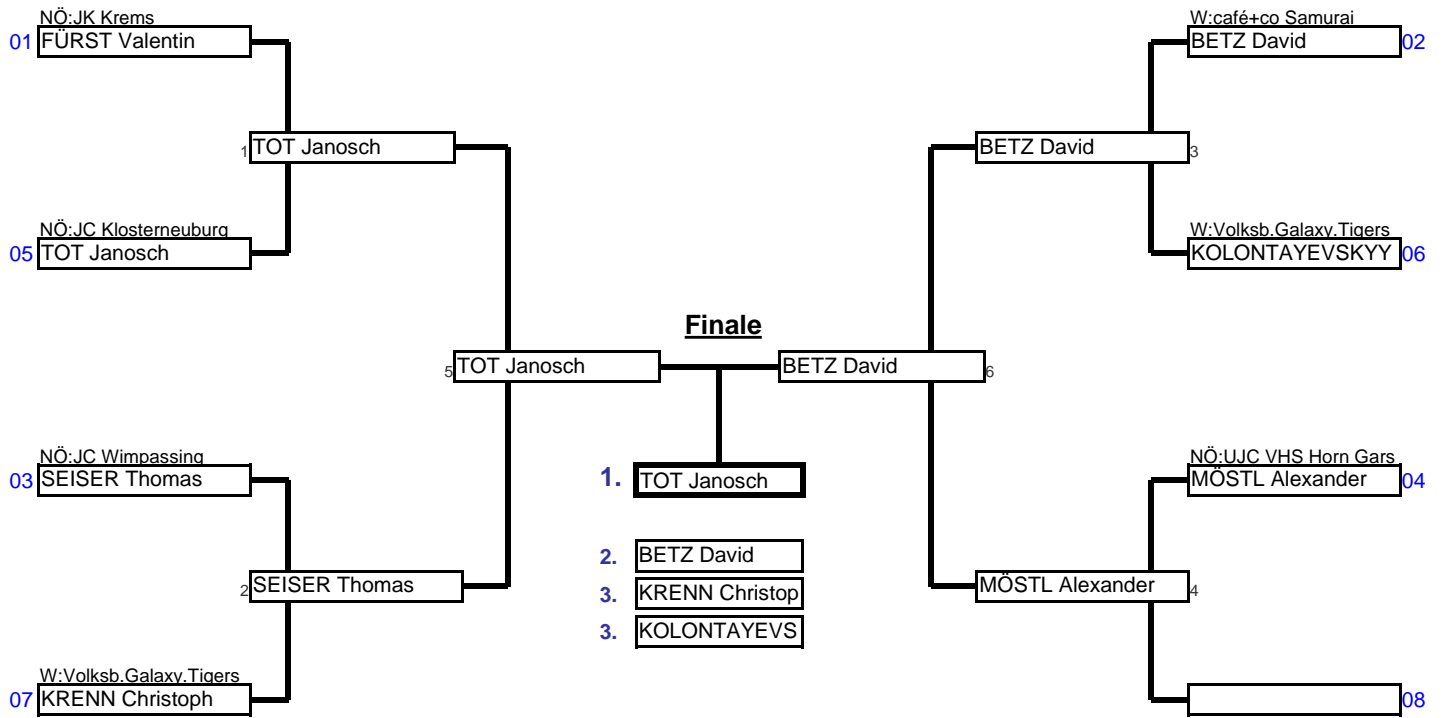 NÖ:JK Krems
01 FÜRST Valentin
W:café+co Samurai
BETZ David 02
1 TOT Janosch
BETZ David 3
NÖ:JC Klosterneuburg
05 TOT Janosch
W:Volksb.Galaxy.Tigers
KOLONTAYEVSKYY 06
Finale
5 TOT Janosch
BETZ David 6
NÖ:JC Wimpassing
03 SEISER Thomas
1. TOT Janosch
NÖ:UJC VHS Horn Gars
MÖSTL Alexander 04
2. BETZ David
2 SEISER Thomas
3. KRENN Christop
MÖSTL Alexander 4
3. KOLONTAYEVS
W:Volksb.Galaxy.Tigers
07 KRENN Christoph
08